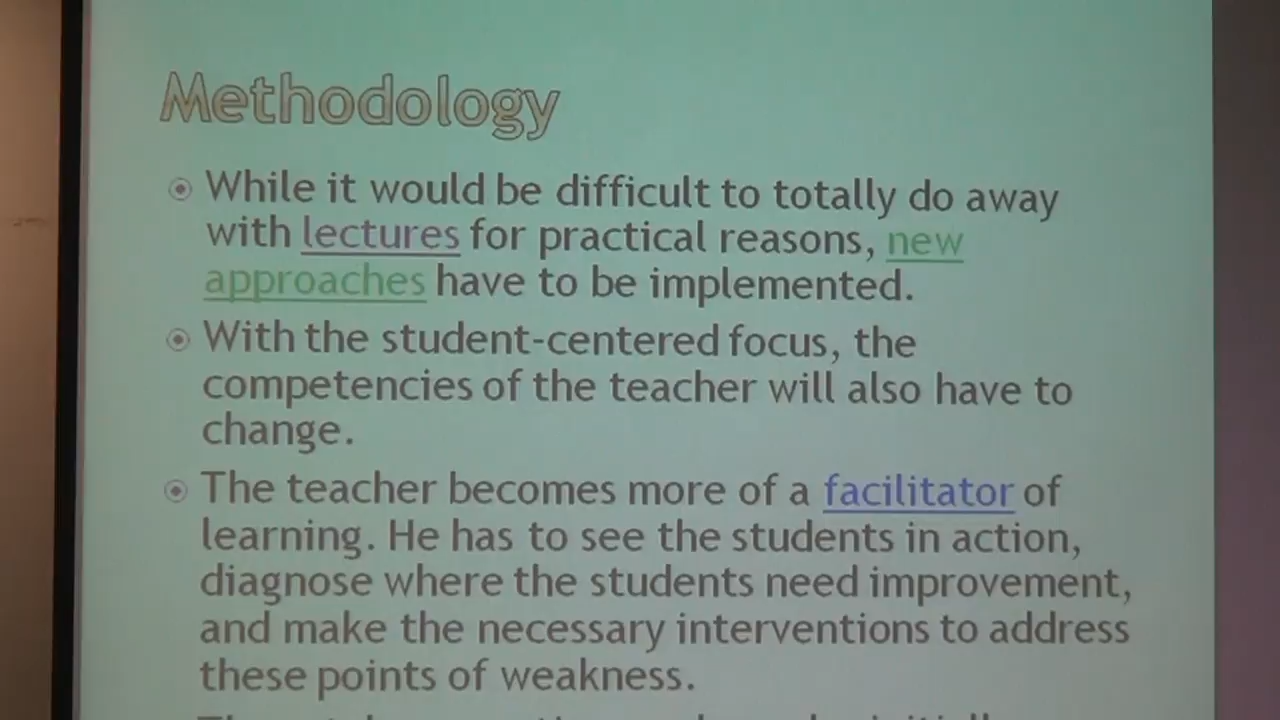 Methodology
While it would be difficult to totally do away
with lectures for practical reasons, new
approaches have to be implemented.
With the student-centered focus, the
competencies of the teacher will also have to
change.
The teacher becomes more of a facilitator of
learning. He has to see the students in action,
diagnose where the students need improvement,
and make the necessary interventions to address
these points of weakness.